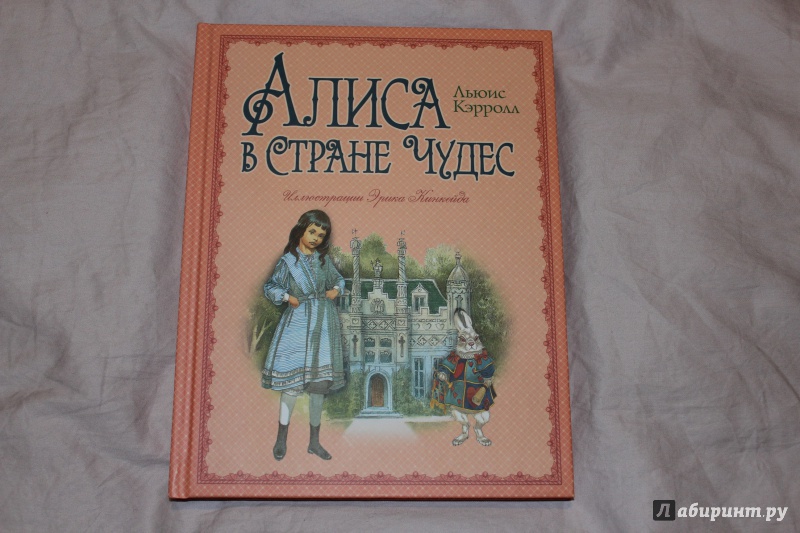 Алиса
Льюис
Кэрролл
в Стране Чудес
Иллюстрации Эрика Кинкейда
Лабиринт.ру